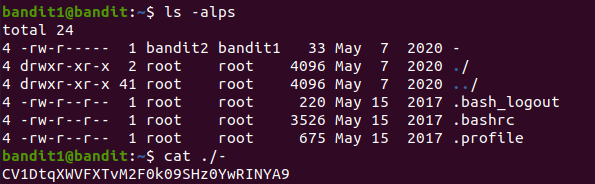 bandit1@bandit:~$ ls -alps
total 24
4 -rw-r----- 1 bandit2 bandit1 33 May 7 2020 -
4 drwxr-xr-x 2 root root 4096 May 7 2020 ./
4 drwxr-xr-x 41 root root 4096 May 7 2020 ../
4 -rw-r--r-- 1 root root 220 May 15 2017 .bash_logout
4 -rw-r--r-- 1 root root 3526 May 15 2017 .bashrc
4 -rw-r--r-- 1 root root 675 May 15 2017 .profile
bandit1@bandit:~$ cat ./-
CV1DtqXWVFXTvM2F0k09SHz0YwRINYA9